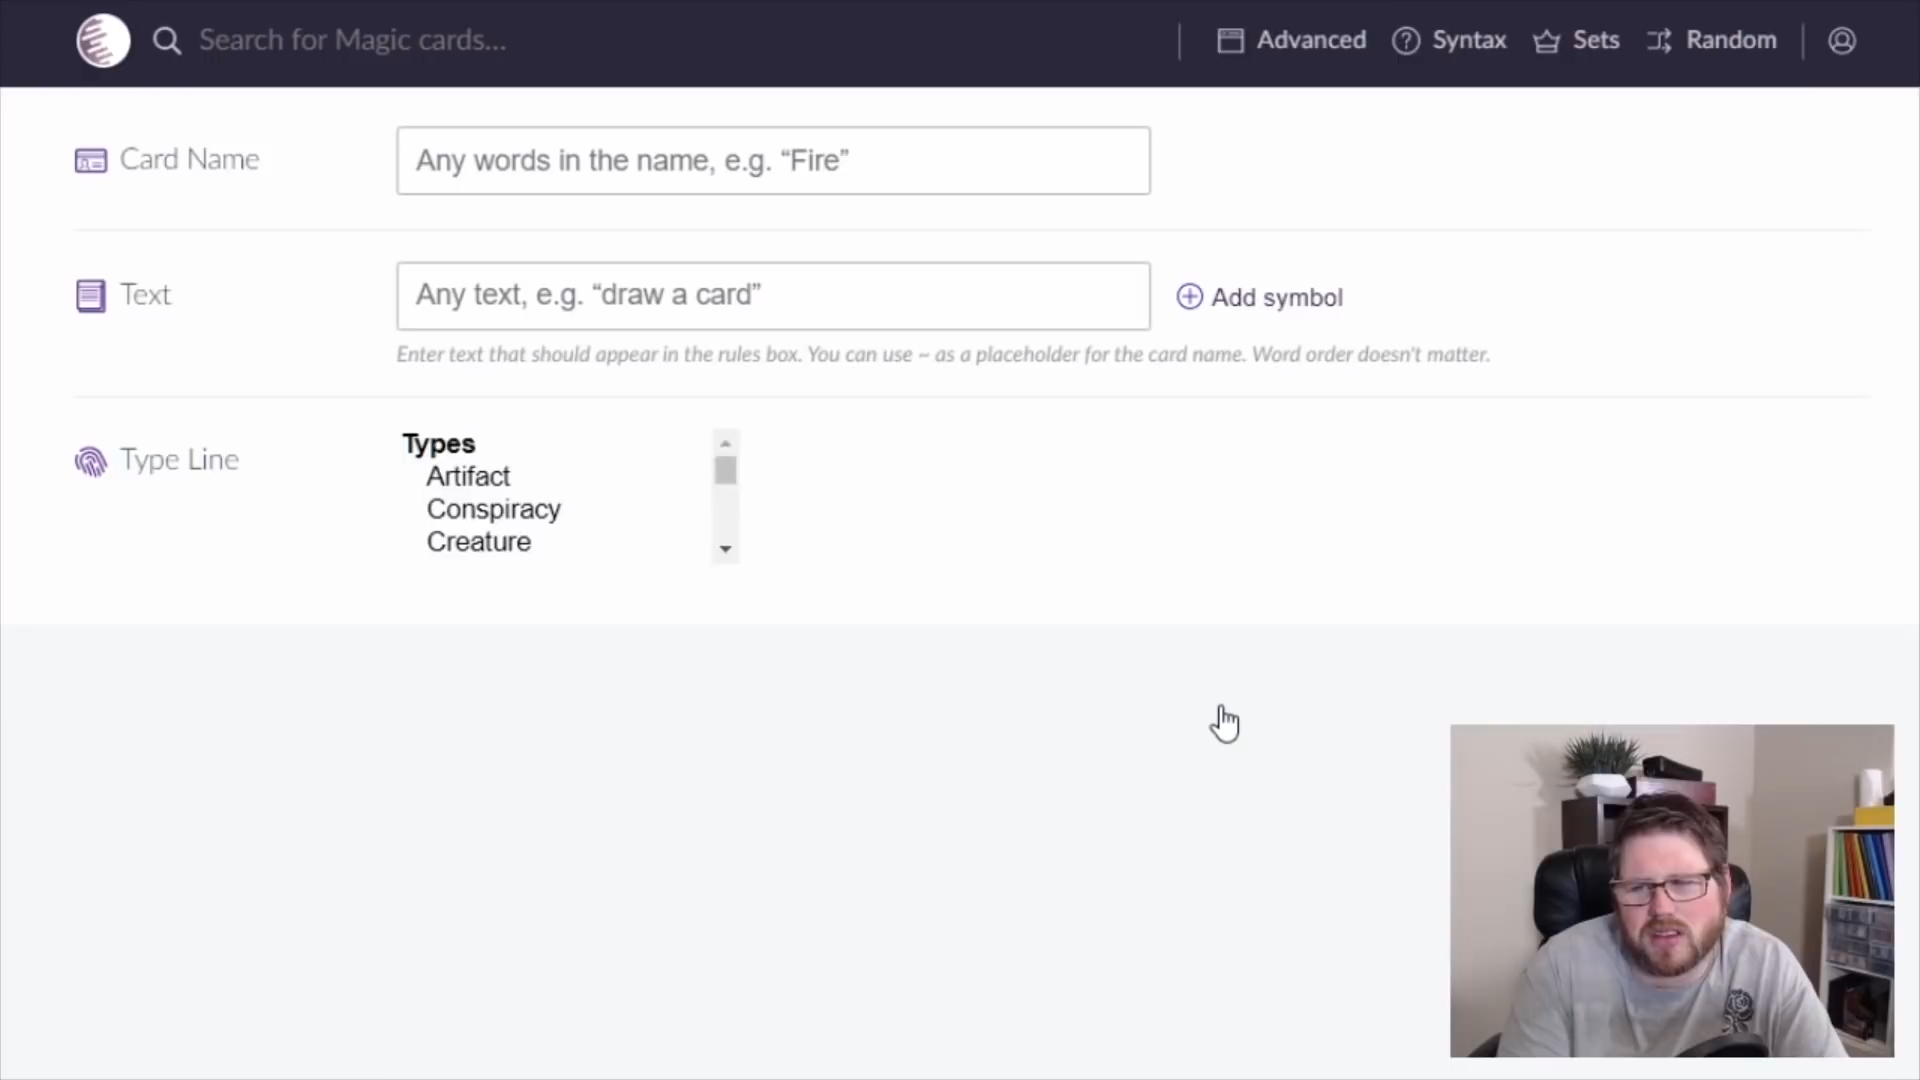 Search for Magic cards...
Advanced
Syntax
Sets
Random
Card Name
Any words in the name, e.g. “Fire”
Text
Any text, e.g. “draw a card”
Add symbol
Enter text that should appear in the rules box. You can use ~ as a placeholder for the card name. Word order doesn't matter.
Type Line
Types
Artifact
Conspiracy
Creature